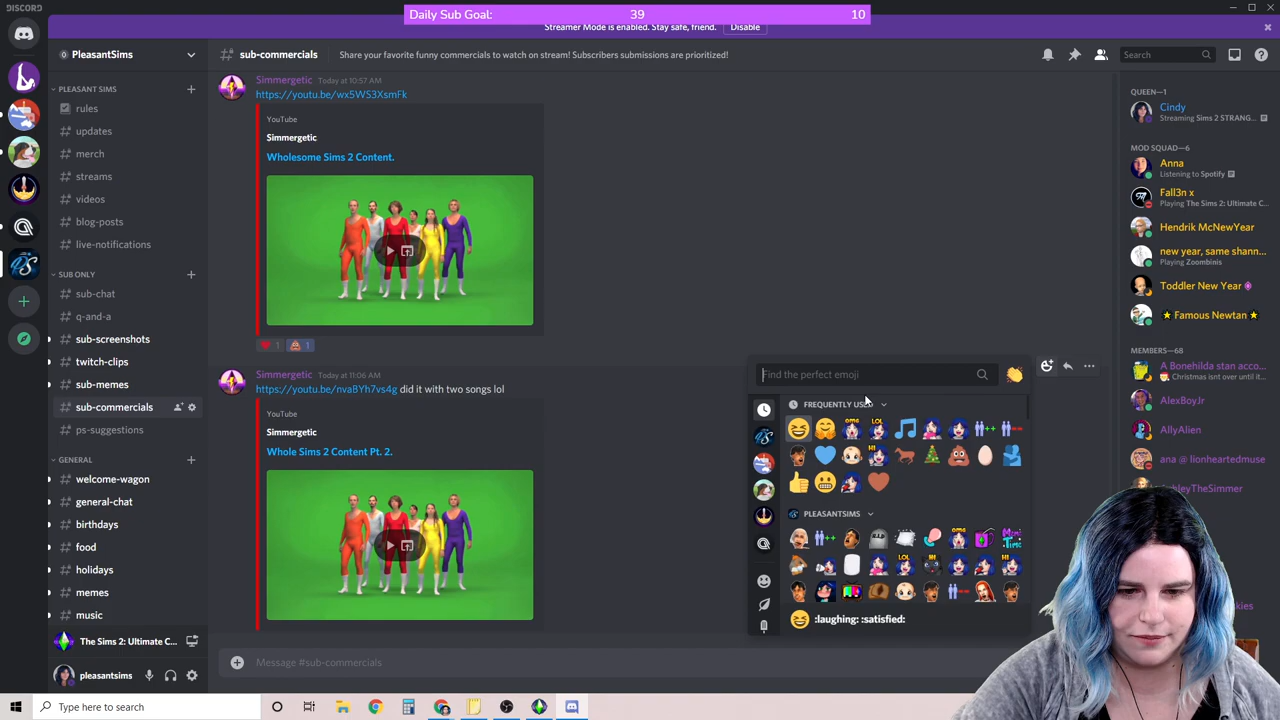 DISCORD
Daily Sub Goal: 39 10
Streamer Mode is enabled. Stay safe, friend. Disable
PleasantSims
sub-commercials
Share your favorite funny commercials to watch on stream! Subscribers submissions are prioritized!
Search
PLEASANT SIMS
rules
updates
merch
streams
videos
blog-posts
live-notifications
SUB ONLY
sub-chat
q-and-a
sub-screenshots
twitch-clips
sub-memes
sub-commercials
ps-suggestions
GENERAL
welcome-wagon
general-chat
birthdays
food
holidays
memes
music
The Sims 2: Ultimate C...
pleasantsims
Simmergetic Today at 10:57 AM
https://youtu.be/wx5WS3XsmFk
YouTube
Simmergetic
Wholesome Sims 2 Content.
1 1
Simmergetic Today at 11:06 AM
https://youtu.be/nvaBYh7vs4g did it with two songs lol
YouTube
Simmergetic
Whole Sims 2 Content Pt. 2.
Message #sub-commercials
Find the perfect emoji
FREQUENTLY USED
PLEASANTSIMS
:laughing: :satisfied:
QUEEN—1
Cindy
Streaming Sims 2 STRANG...
MOD SQUAD—6
Anna
Listening to Spotify
Fall3n x
Playing The Sims 2: Ultimate C...
Hendrik McNewYear
new year, same shann...
Playing Zoombinis
Toddler New Year
Famous Newtan
MEMBERS—68
A Bonehilda stan acco...
Christmas isnt over until it...
AlexBoyJr
AllyAlien
ana @ lionheartedmuse
AshleyTheSimmer
Type here to search